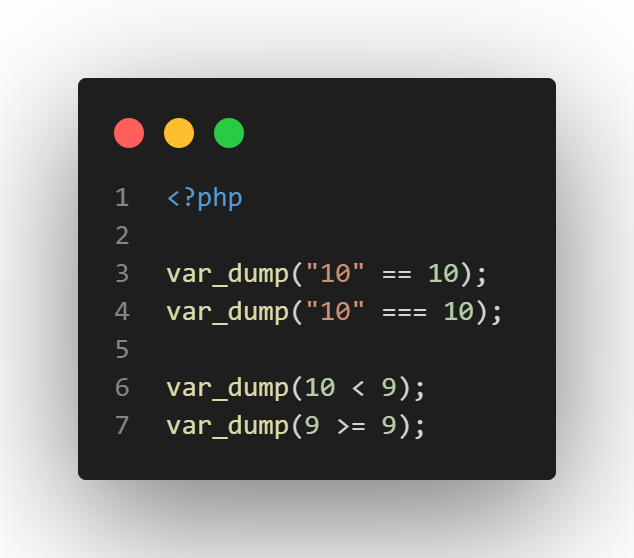 1 <?php
2
3 var_dump("10" == 10);
4 var_dump("10" === 10);
5
6 var_dump(10 < 9);
7 var_dump(9 >= 9);